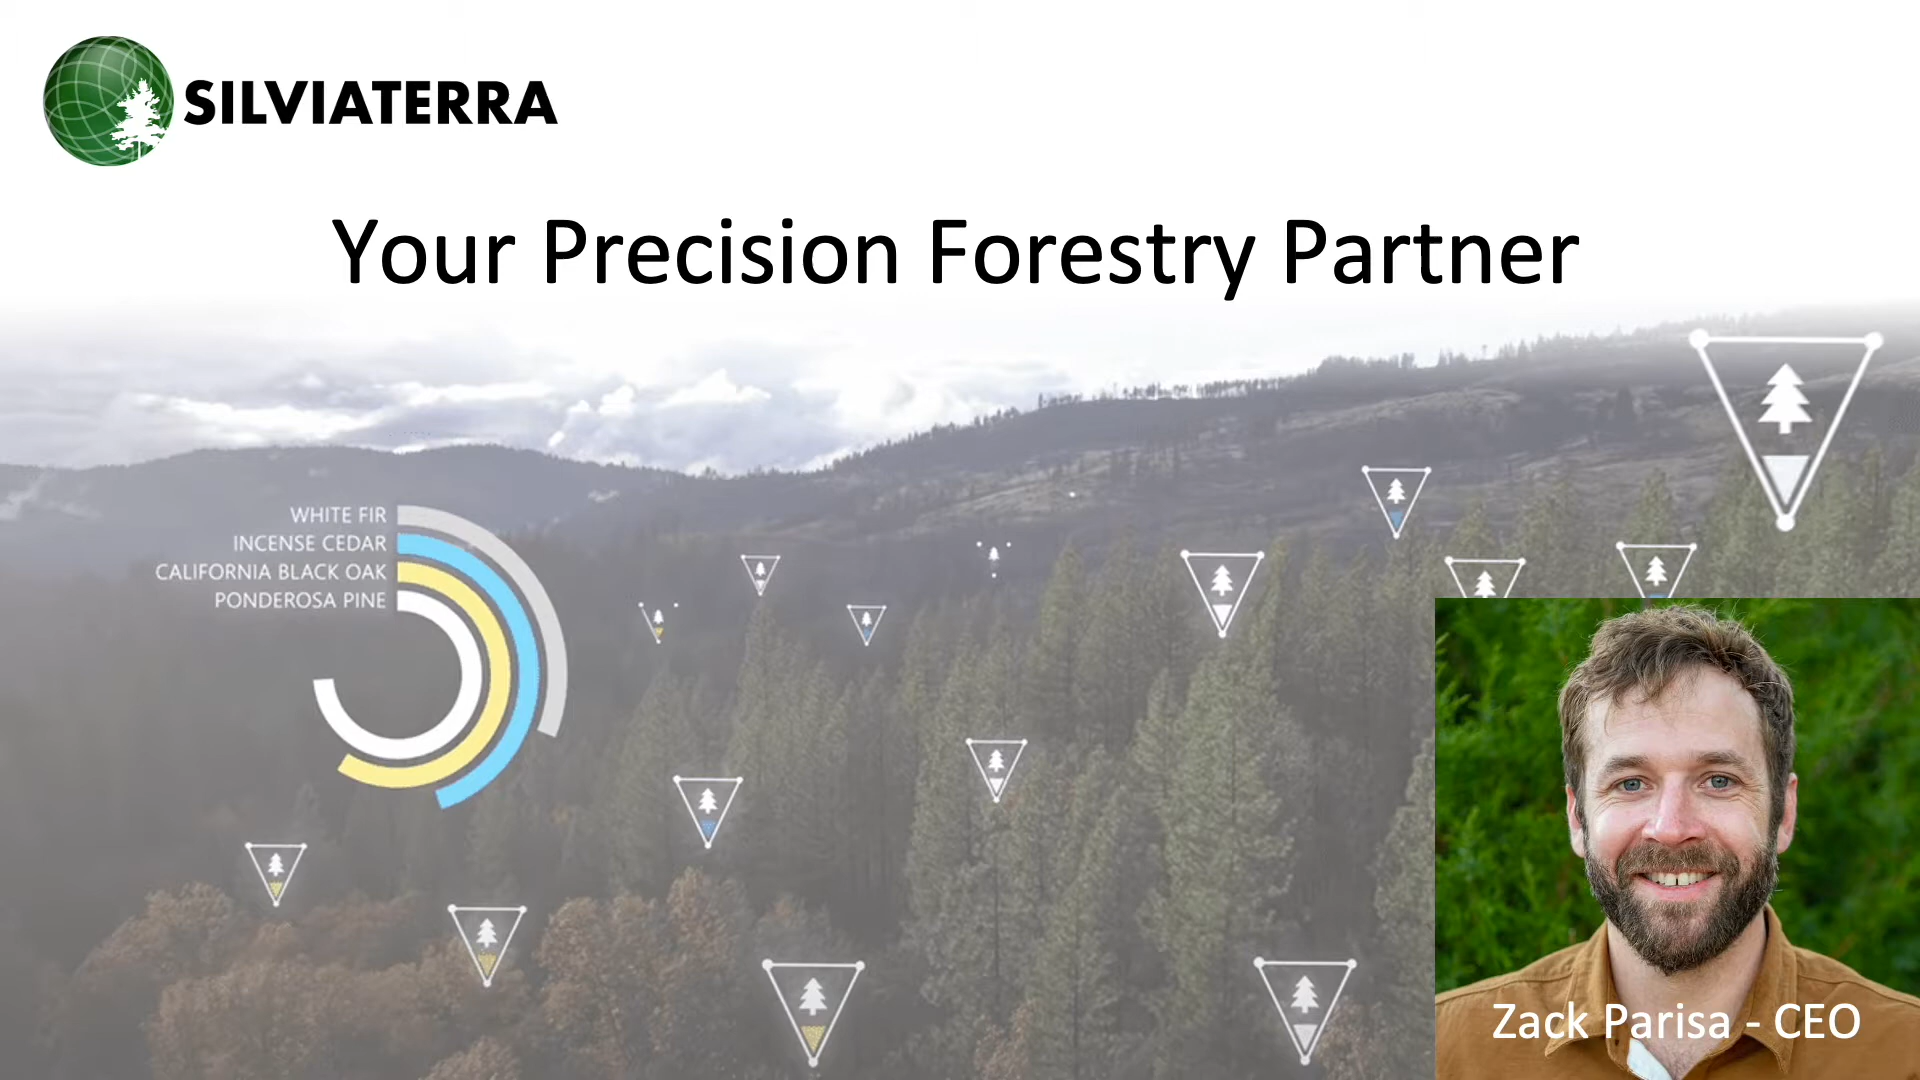 SILVIATERRA
Your Precision Forestry Partner
WHITE FIR
INCENSE CEDAR
CALIFORNIA BLACK OAK
PONDEROSA PINE
Zack Parisa - CEO